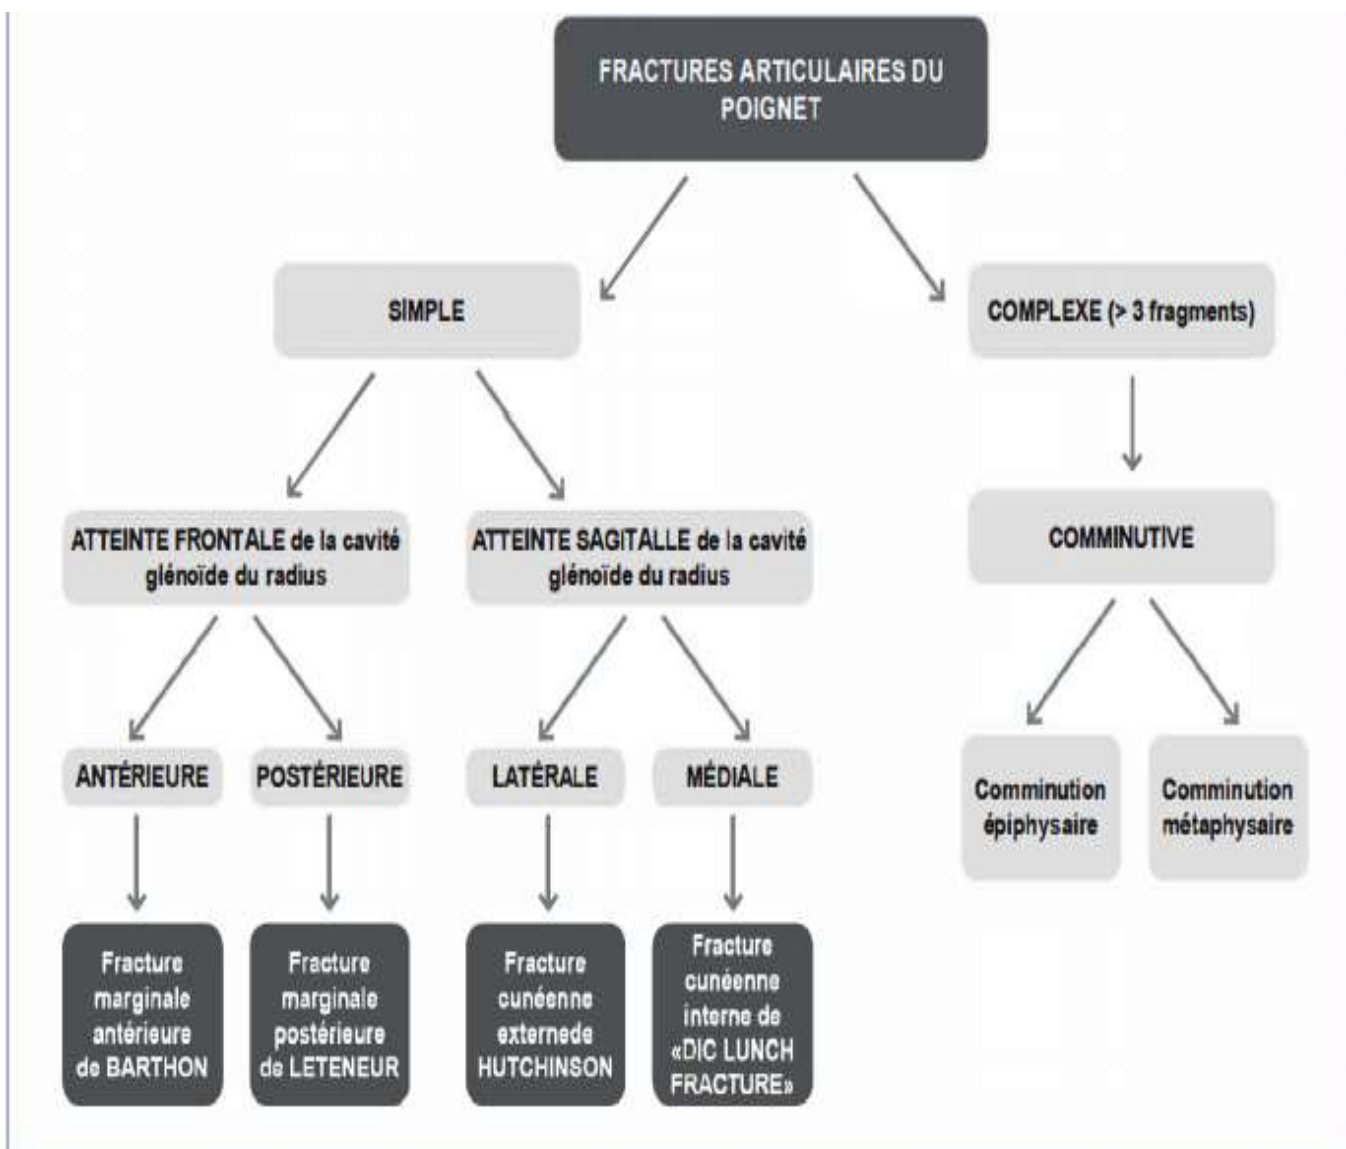 FRACTURES ARTICULAIRES DU
POIGNET
SIMPLE
COMPLEXE (> 3 fragments)
ATTEINTE FRONTALE de la cavité
glénoïde du radius
ATTEINTE SAGITALLE de la cavité
glénoïde du radius
COMMINUTIVE
ANTÉRIEURE
POSTÉRIEURE
LATÉRALE
MÉDIALE
Comminution
épiphysaire
Comminution
métaphysaire
Fracture
marginale
antérieure
de BARTHON
Fracture
marginale
postérieure
de LETENEUR
Fracture
cunéenne
externede
HUTCHINSON
Fracture
cunéenne
interne de
«DIC LUNCH
FRACTURE»